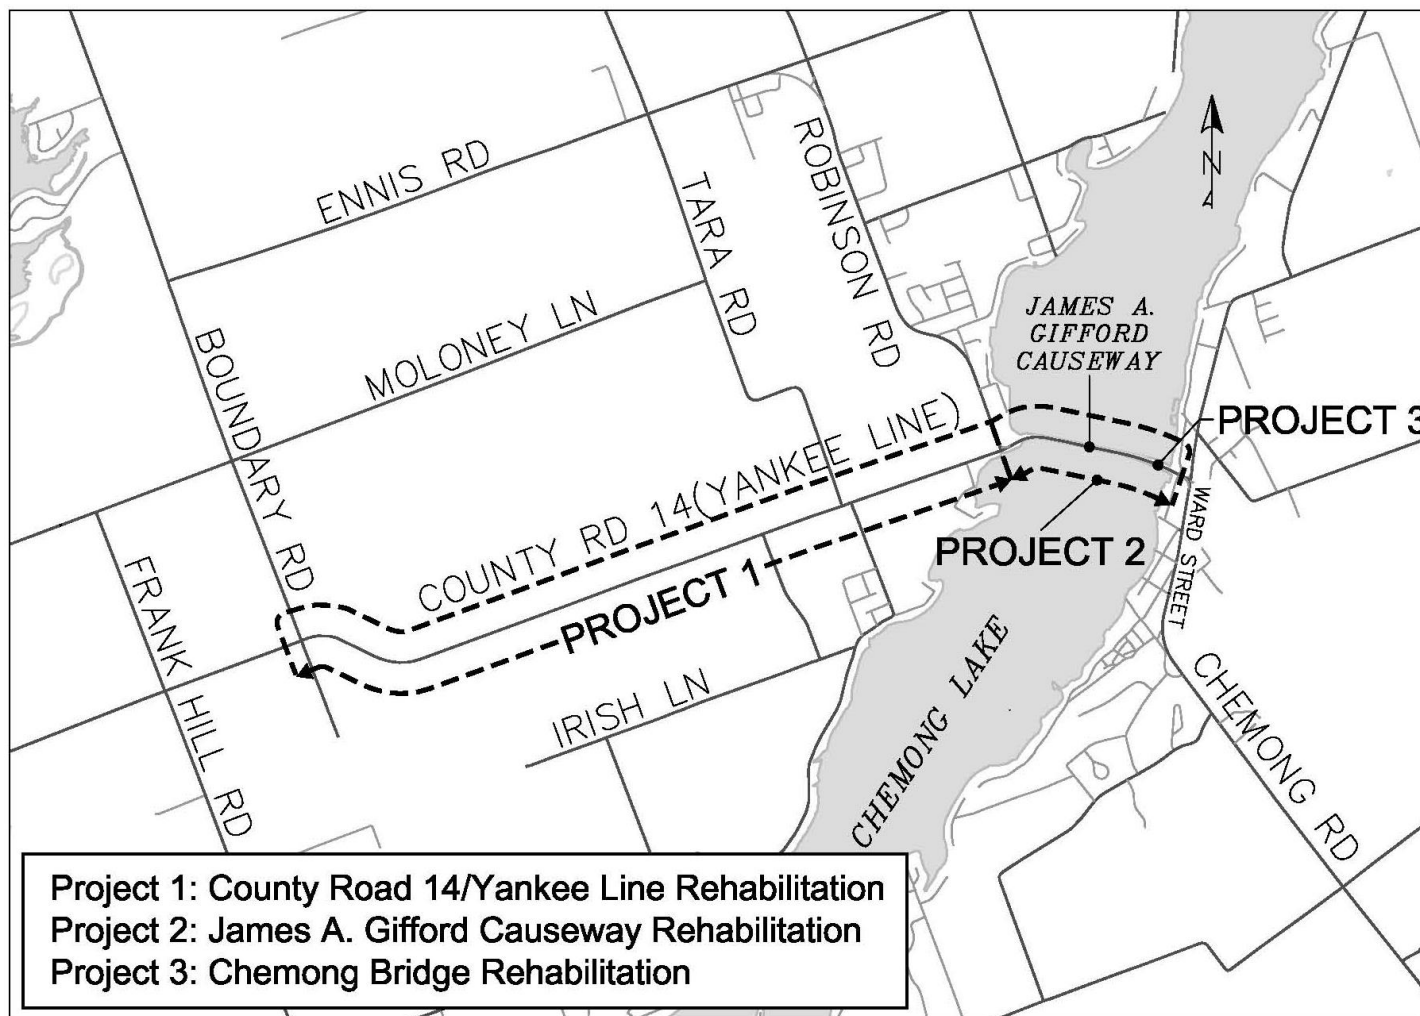 ENNIS RD
TARA RD
ROBINSON RD
N
MOLONEY LN
BOUNDARY RD
JAMES A.
GIFFORD
CAUSEWAY
PROJECT 3
COUNTY RD 14(YANKEE LINE)
WARD STREET
PROJECT 2
PROJECT 1
FRANK HILL RD
IRISH LN
CHEMONG LAKE
CHEMONG RD
Project 1: County Road 14/Yankee Line Rehabilitation
Project 2: James A. Gifford Causeway Rehabilitation
Project 3: Chemong Bridge Rehabilitation